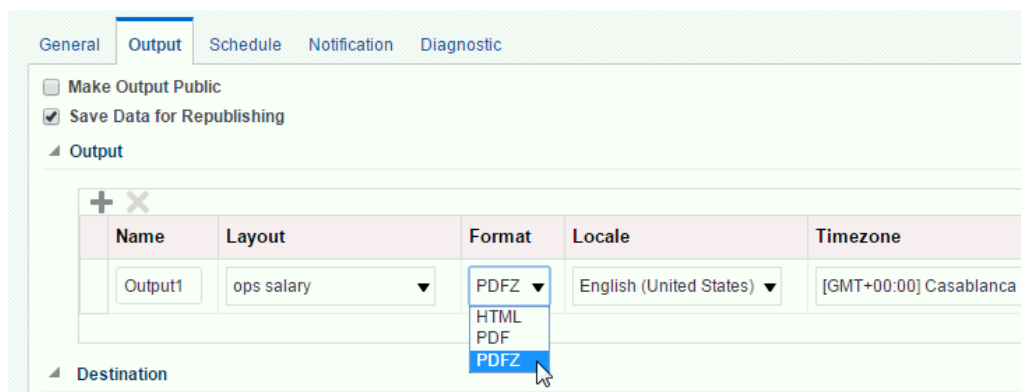 General Output Schedule Notification Diagnostic
Make Output Public
Save Data for Republishing
Output
Name Layout Format Locale Timezone
Output1 ops salary PDFZ English (United States) [GMT+00:00] Casablanca
HTML
PDF
PDFZ
Destination